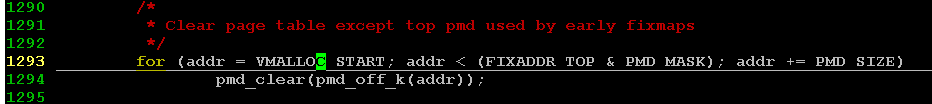 1290 /*
1291 * Clear page table except top pmd used by early fixmaps
1292 */
1293 for (addr = VMALLOC_START; addr < (FIXADDR_TOP & PMD_MASK); addr += PMD_SIZE)
1294 pmd_clear(pmd_off_k(addr));
1295